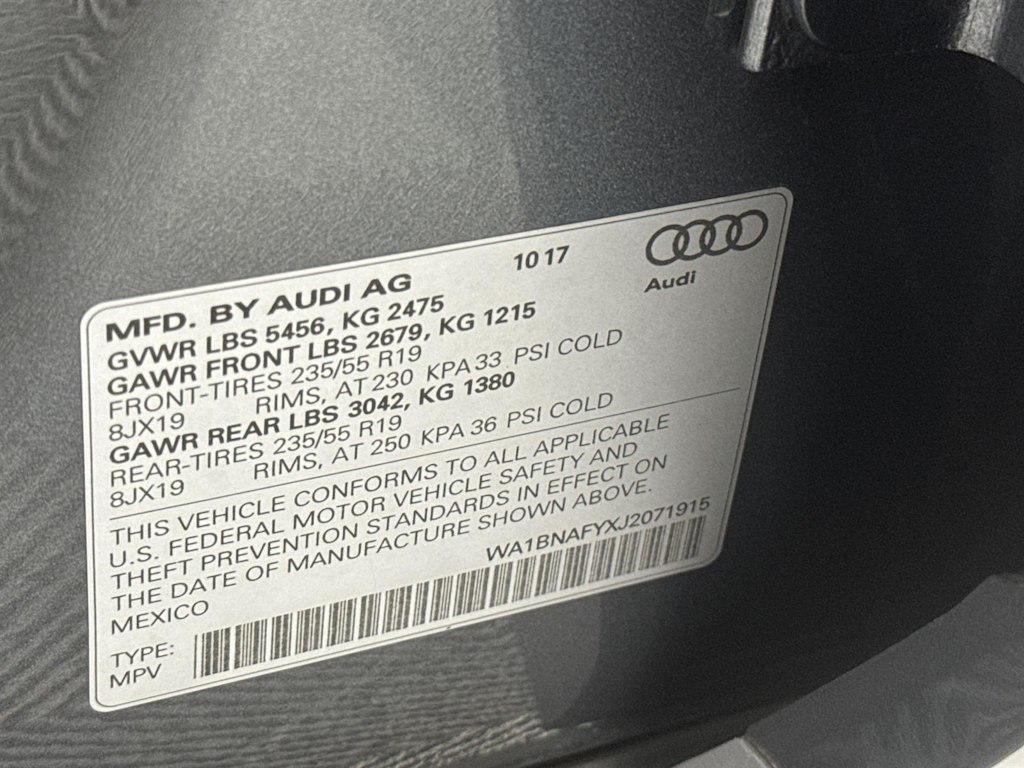 10 17
Audi
MFD. BY AUDI AG
GVWR LBS 5456, KG 2475
GAWR FRONT LBS 2679, KG 1215
FRONT-TIRES 235/55 R19
8JX19 RIMS, AT 230 KPA 33 PSI COLD
GAWR REAR LBS 3042, KG 1380
REAR-TIRES 235/55 R19
8JX19 RIMS, AT 250 KPA 36 PSI COLD
THIS VEHICLE CONFORMS TO ALL APPLICABLE
U.S. FEDERAL MOTOR VEHICLE SAFETY AND
THEFT PREVENTION STANDARDS IN EFFECT ON
THE DATE OF MANUFACTURE SHOWN ABOVE.
MEXICO WA1BNAFYXJ2071915
TYPE:
MPV